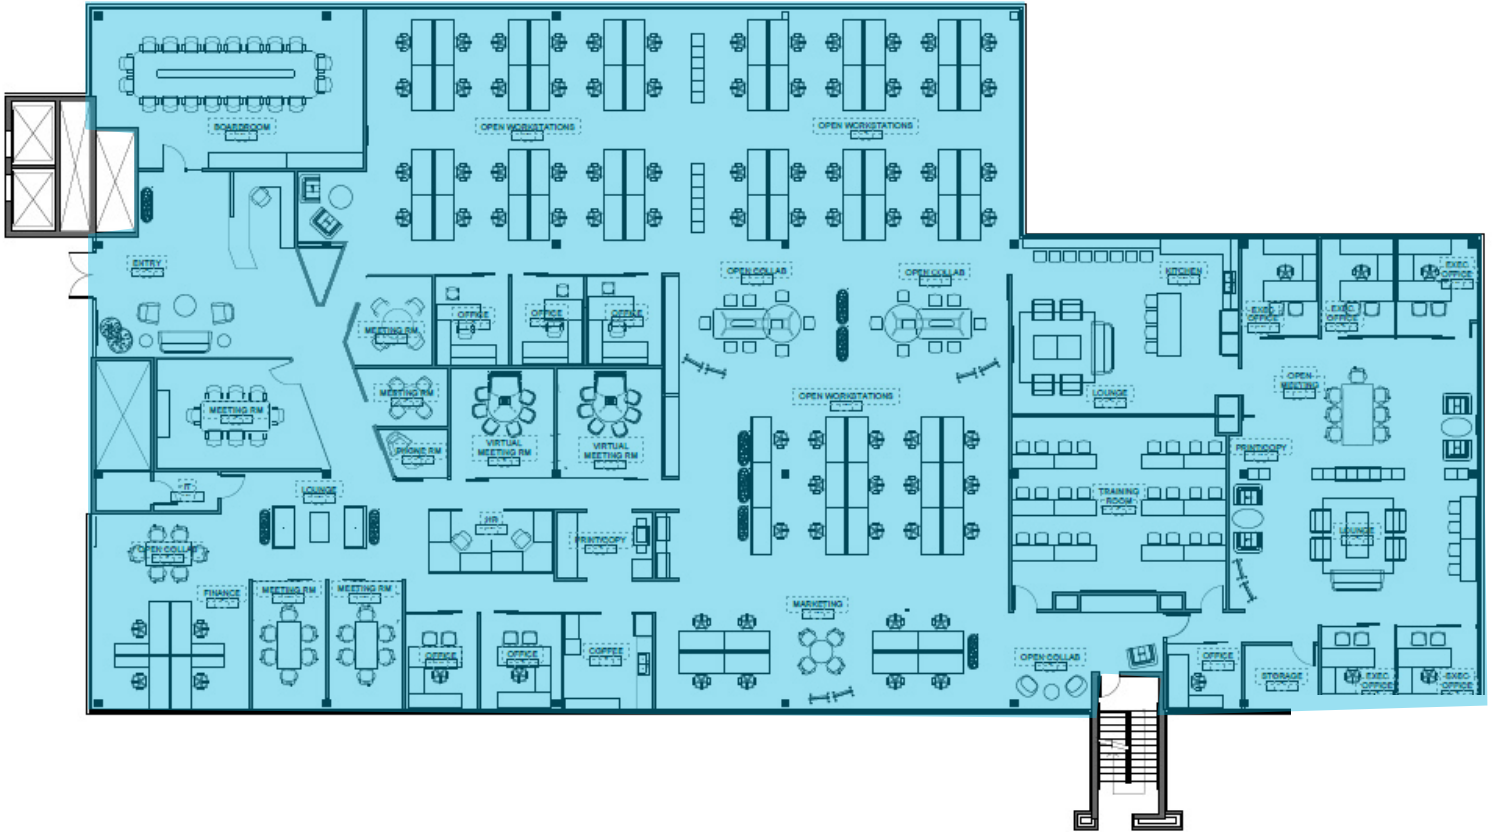 BOARDROOM
OPEN WORKSTATIONS
OPEN WORKSTATIONS
ENTRY
OPEN COLLAB
OPEN COLLAB
KITCHEN
EXEC
OFFICE
EXEC
OFFICE
EXEC
OFFICE
MEETING RM
OFFICE
OFFICE
OFFICE
OPEN
MEETING
LOUNGE
OPEN WORKSTATIONS
MEETING RM
MEETING RM
PHONE RM
VIRTUAL
MEETING RM
VIRTUAL
MEETING RM
PRINT/COPY
IT
LOUNGE
TRAINING
ROOM
HR
PRINT/COPY
LOUNGE
OPEN COLLAB
FINANCE
MEETING RM
MEETING RM
MARKETING
OFFICE
OFFICE
COFFEE
OPEN COLLAB
OFFICE
STORAGE
EXEC
OFFICE
EXEC
OFFICE